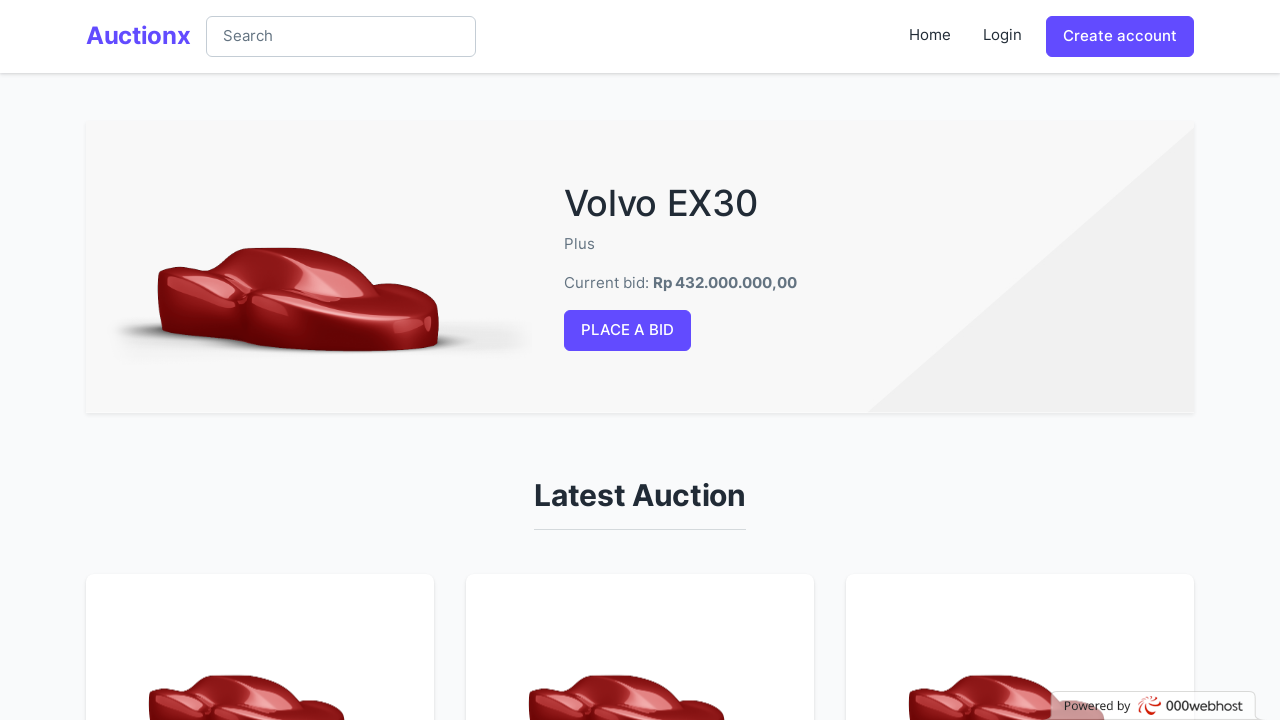 Auctionx
Search
Home
Login
Create account
Volvo EX30
Plus
Current bid: Rp 432.000.000,00
PLACE A BID
Latest Auction
Powered by 000webhost